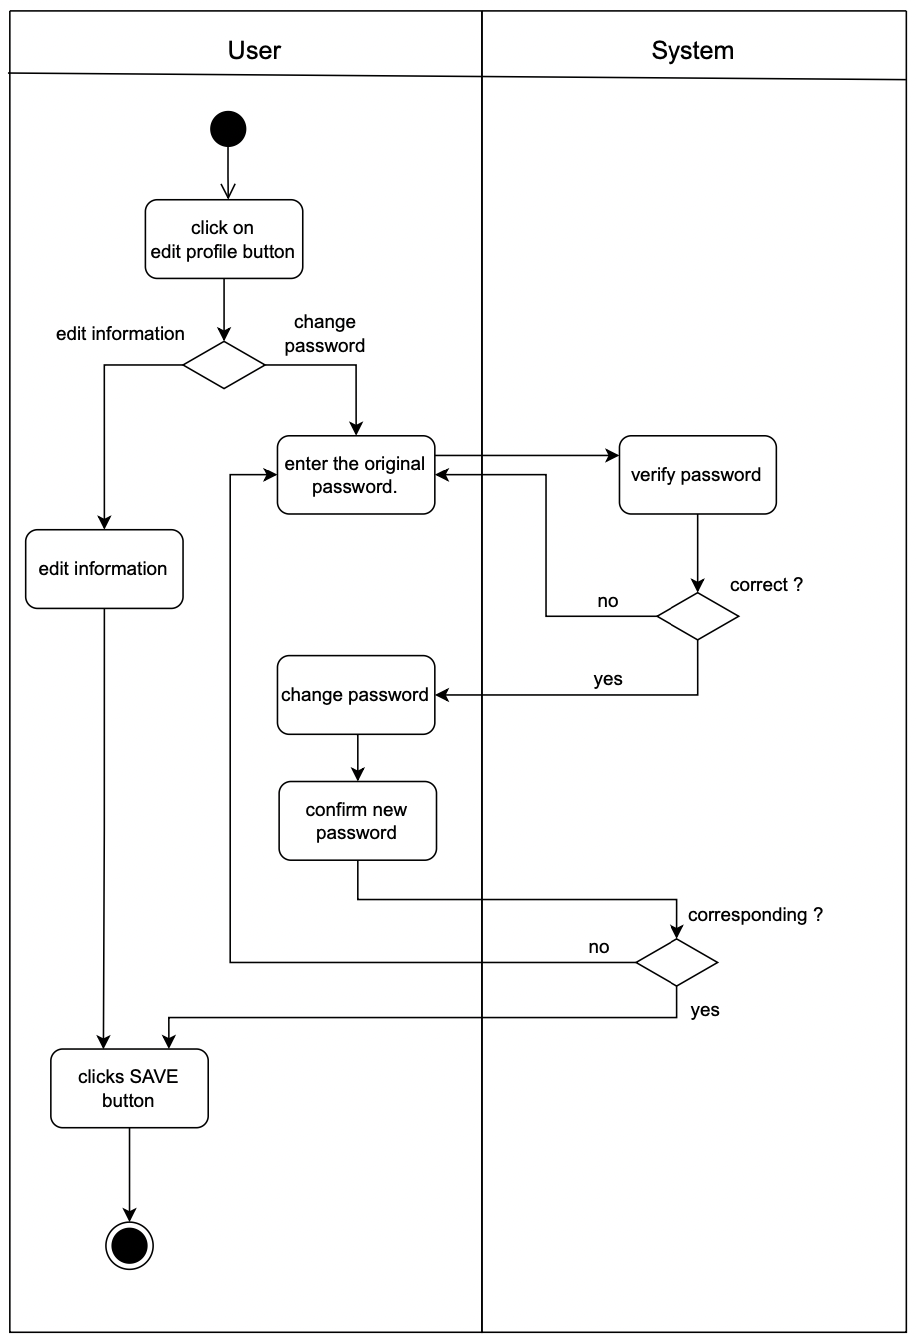 User
System
click on
edit profile button
edit information
change
password
enter the original
password.
verify password
edit information
correct ?
no
yes
change password
confirm new
password
corresponding ?
no
yes
clicks SAVE
button